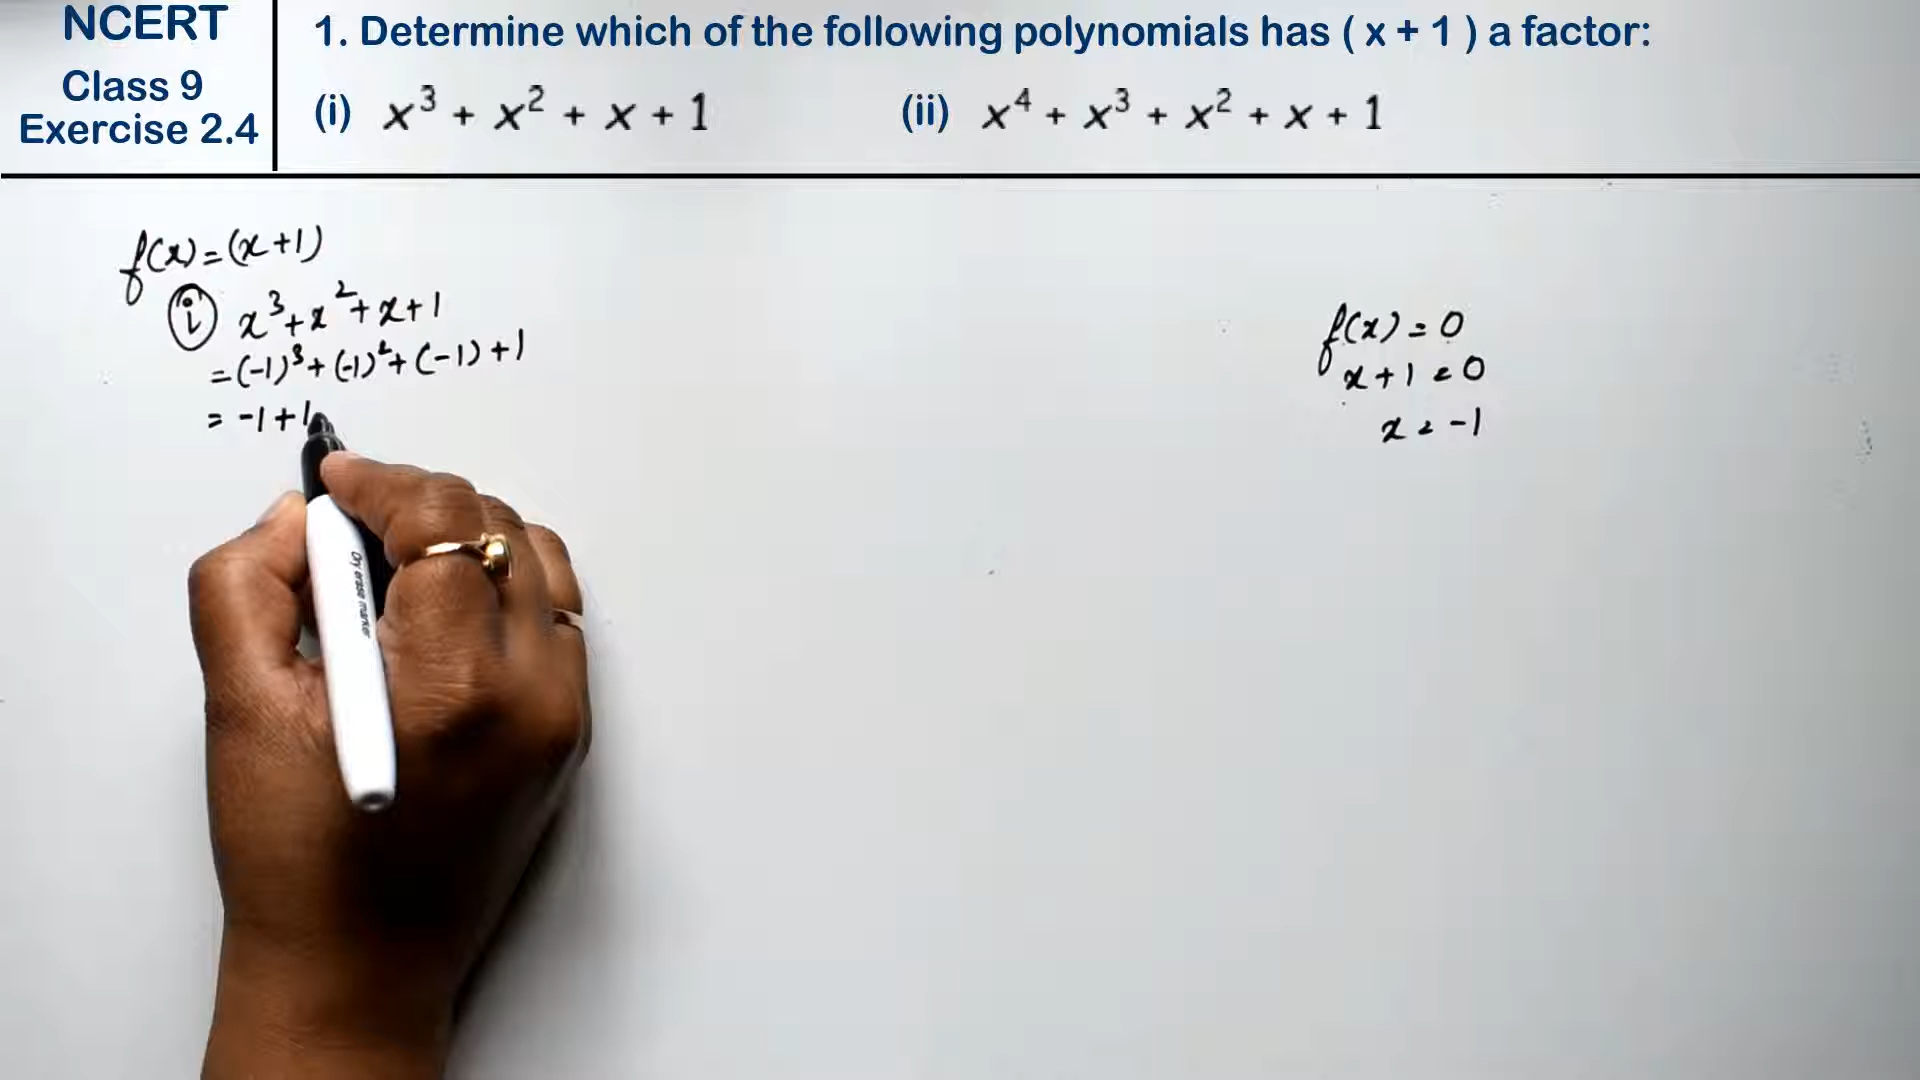 NCERT
Class 9
Exercise 2.4
1. Determine which of the following polynomials has ( x + 1 ) a factor:
(i) x³ + x² + x + 1
(ii) x⁴ + x³ + x² + x + 1
f(x) = (x+1)
(i) x³+x²+x+1
= (-1)³+(-1)²+(-1)+1
= -1+1
f(x) = 0
x+1 = 0
x = -1
Dry erase marker